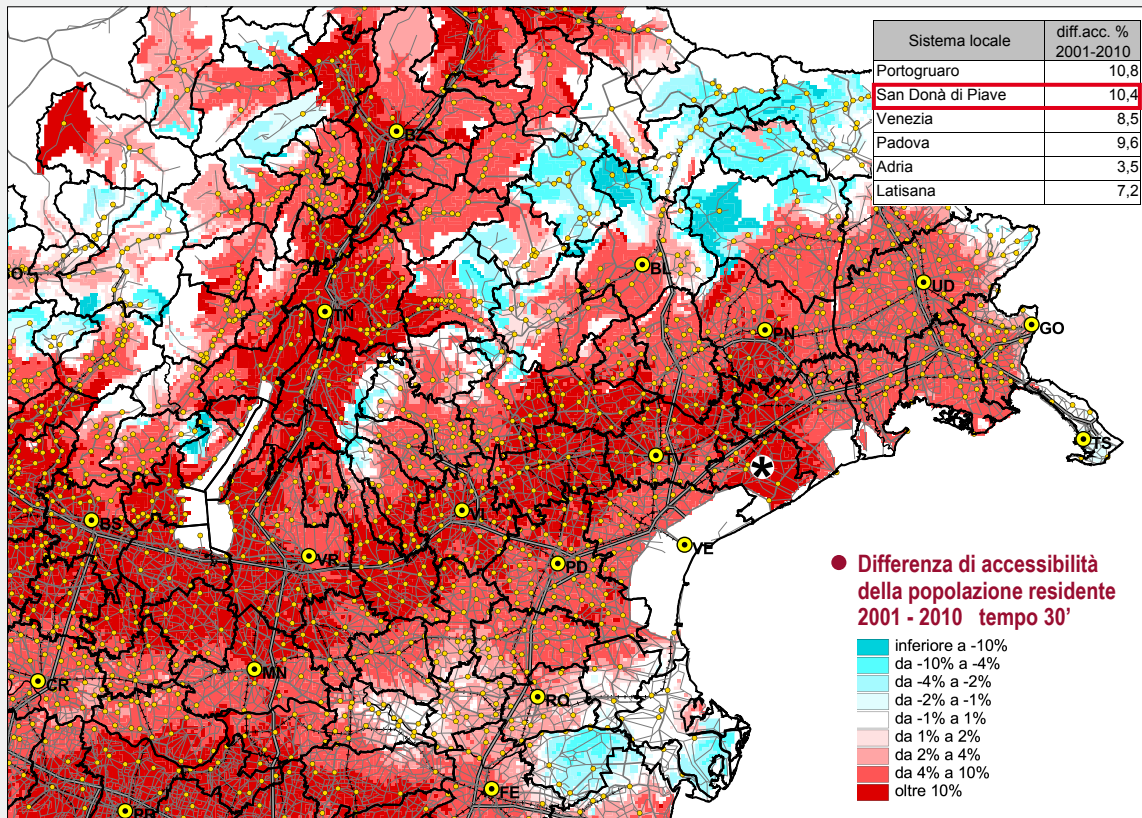 Sistema locale diff.acc. % 2001-2010
Portogruaro 10,8
San Donà di Piave 10,4
Venezia 8,5
Padova 9,6
Adria 3,5
Latisana 7,2
BZ
BL
UD
TN
PN
GO
TS
TV
*
VI
BS
VE
VR
PD
MN
CR
RO
FE
PR
Differenza di accessibilità
della popolazione residente
2001 - 2010 tempo 30'
inferiore a -10%
da -10% a -4%
da -4% a -2%
da -2% a -1%
da -1% a 1%
da 1% a 2%
da 2% a 4%
da 4% a 10%
oltre 10%